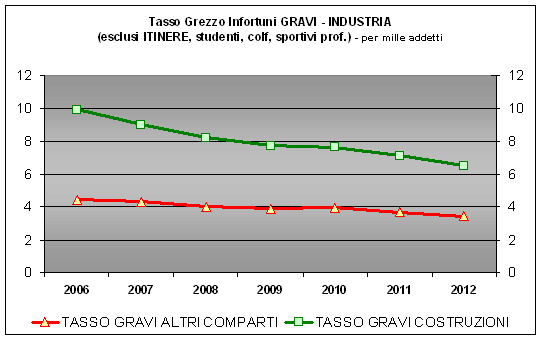 Tasso Grezzo Infortuni GRAVI - INDUSTRIA
(esclusi ITINERE, studenti, colf, sportivi prof.) - per mille addetti
12 12
10 10
8 8
6 6
4 4
2 2
0 0
2006 2007 2008 2009 2010 2011 2012
TASSO GRAVI ALTRI COMPARTI TASSO GRAVI COSTRUZIONI